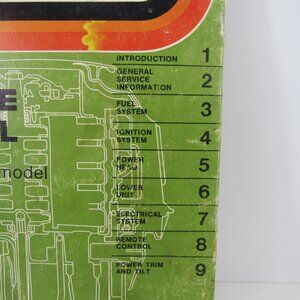 INTRODUCTION 1
GENERAL
SERVICE
INFORMATION 2
FUEL
SYSTEM 3
IGNITION
SYSTEM 4
E
L
POWER
HEAD 5
model
LOWER
UNIT 6
ELECTRICAL
SYSTEM 7
REMOTE
CONTROL 8
POWER TRIM
AND TILT 9